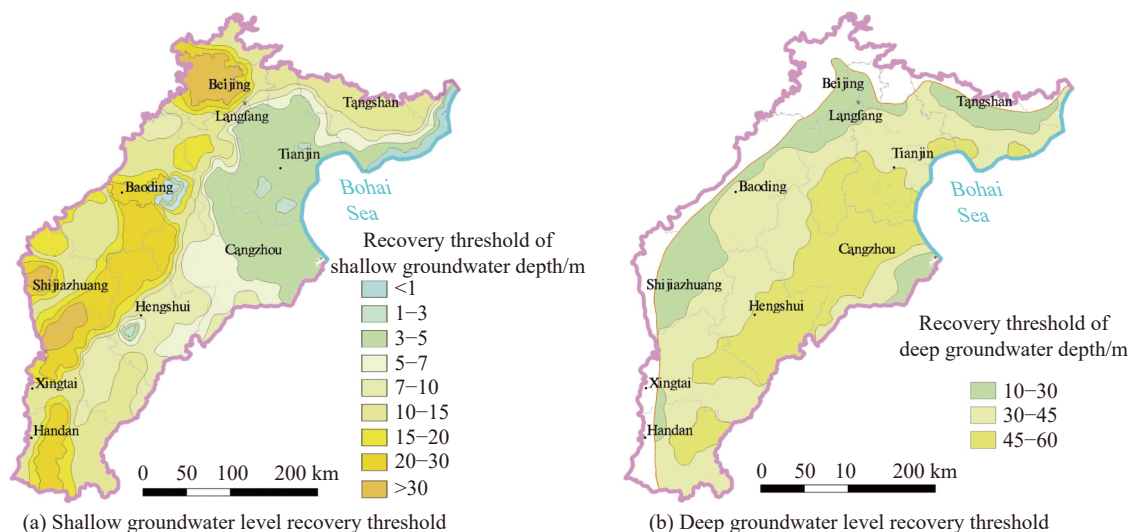 Beijing
Langfang
Tangshan
Tianjin
Baoding
Bohai
Sea
Cangzhou
Shijiazhuang
Hengshui
Xingtai
Handan
Recovery threshold of
shallow groundwater depth/m
<1
1−3
3−5
5−7
7−10
10−15
15−20
20−30
>30
0 50 100 200 km
(a) Shallow groundwater level recovery threshold
Beijing
Langfang
Tangshan
Tianjin
Baoding
Bohai
Sea
Cangzhou
Shijiazhuang
Hengshui
Xingtai
Handan
Recovery threshold of
deep groundwater depth/m
10−30
30−45
45−60
0 50 10 200 km
(b) Deep groundwater level recovery threshold